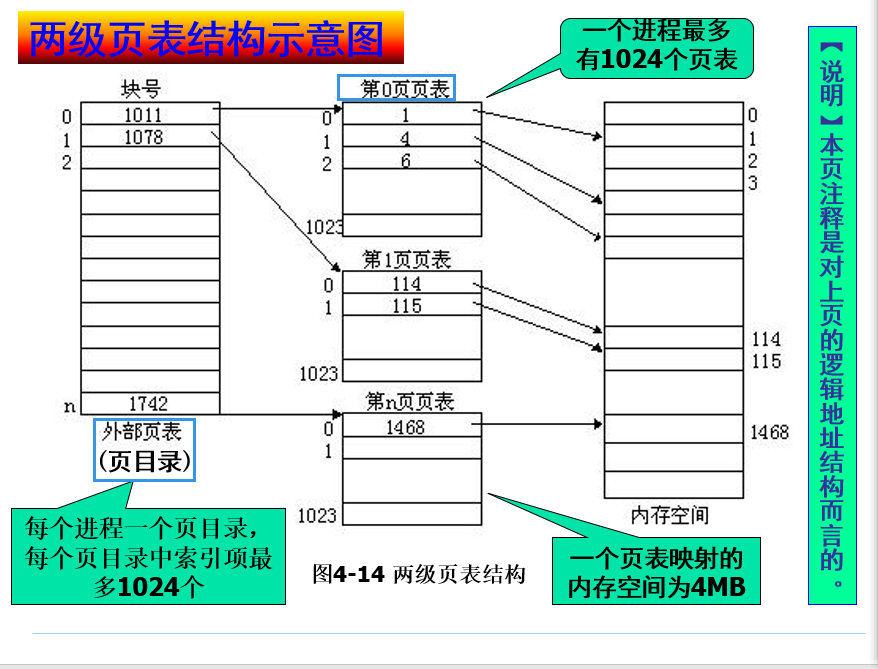 两级页表结构示意图
一个进程最多
有1024个页表
块号
0
1011
1
1078
2
n
1742
外部页表
(页目录)
第0页页表
0
1
1
4
2
6
1023
第1页页表
0
114
1
115
1023
第n页页表
0
1468
1
1023
0
1
2
3
114
115
1468
内存空间
每个进程一个页目录，
每个页目录中索引项最
多1024个
图4-14 两级页表结构
一个页表映射的
内存空间为4MB
【说明】本页注释是对上页的逻辑地址结构而言的。